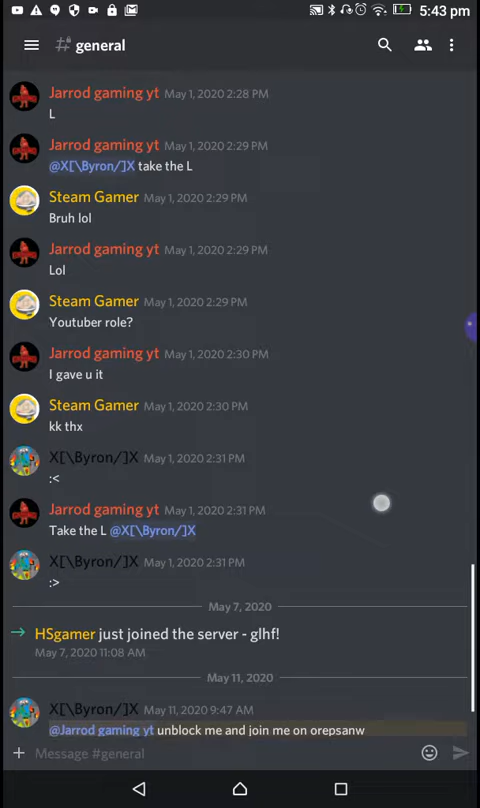 5:43 pm
# general
Jarrod gaming yt May 1, 2020 2:28 PM
L
Jarrod gaming yt May 1, 2020 2:29 PM
@X[\Byron/]X take the L
Steam Gamer May 1, 2020 2:29 PM
Bruh lol
Jarrod gaming yt May 1, 2020 2:29 PM
Lol
Steam Gamer May 1, 2020 2:29 PM
Youtuber role?
Jarrod gaming yt May 1, 2020 2:30 PM
I gave u it
Steam Gamer May 1, 2020 2:30 PM
kk thx
X[\Byron/]X May 1, 2020 2:31 PM
:<
Jarrod gaming yt May 1, 2020 2:31 PM
Take the L @X[\Byron/]X
X[\Byron/]X May 1, 2020 2:31 PM
:>
May 7, 2020
HSgamer just joined the server - glhf!
May 7, 2020 11:08 AM
May 11, 2020
X[\Byron/]X May 11, 2020 9:47 AM
@Jarrod gaming yt unblock me and join me on orepsanw
Message #general